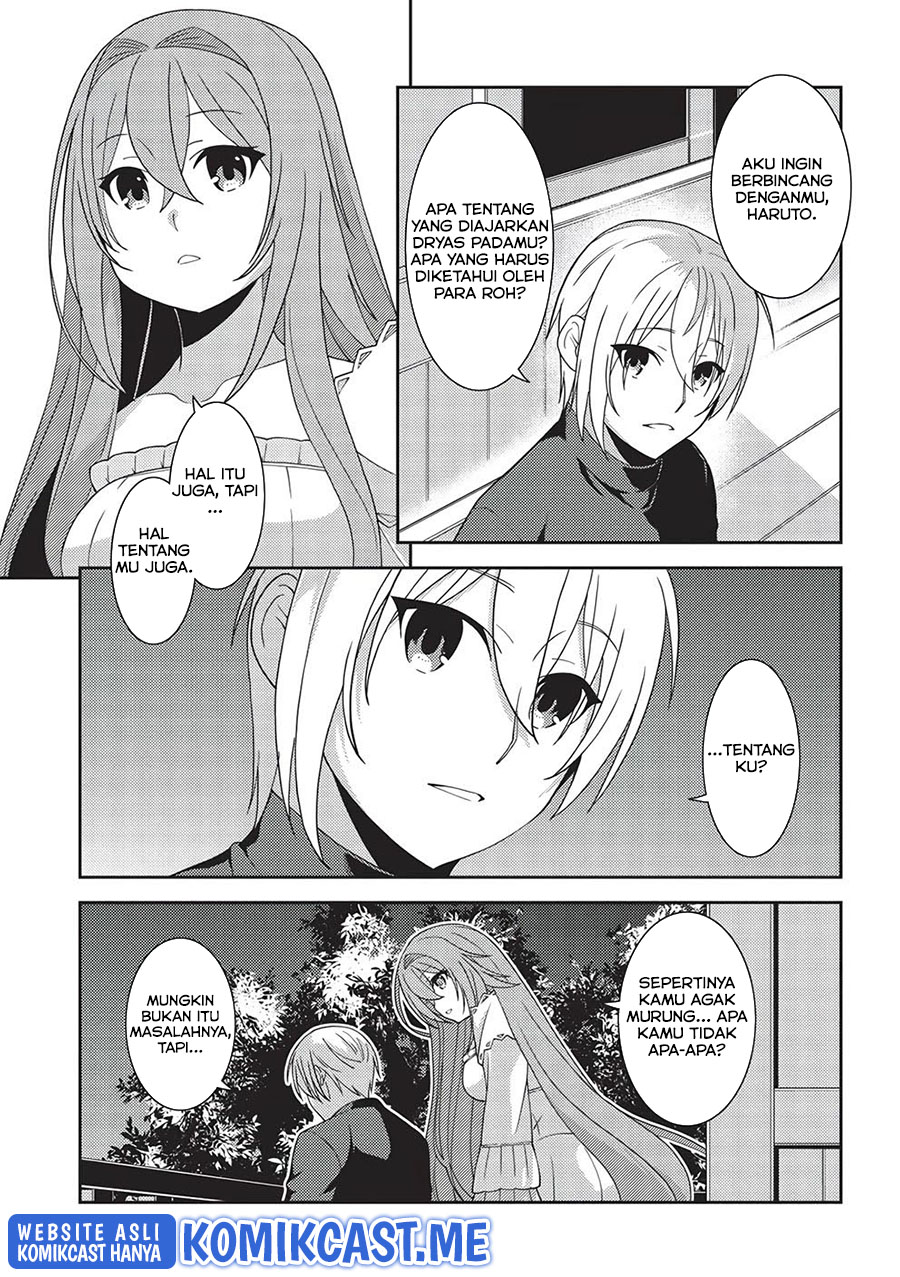 AKU INGIN
BERBINCANG
DENGANMU,
HARUTO.
APA TENTANG
YANG DIAJARKAN
DRYAS PADAMU?
APA YANG HARUS
DIKETAHUI OLEH
PARA ROH?
HAL ITU
JUGA, TAPI
...
HAL
TENTANG
MU JUGA.
...TENTANG
KU?
SEPERTINYA
KAMU AGAK
MURUNG... APA
KAMU TIDAK
APA-APA?
MUNGKIN
BUKAN ITU
MASALAHNYA,
TAPI...
WEBSITE ASLI
KOMIKCAST HANYA
KOMIKCAST.ME